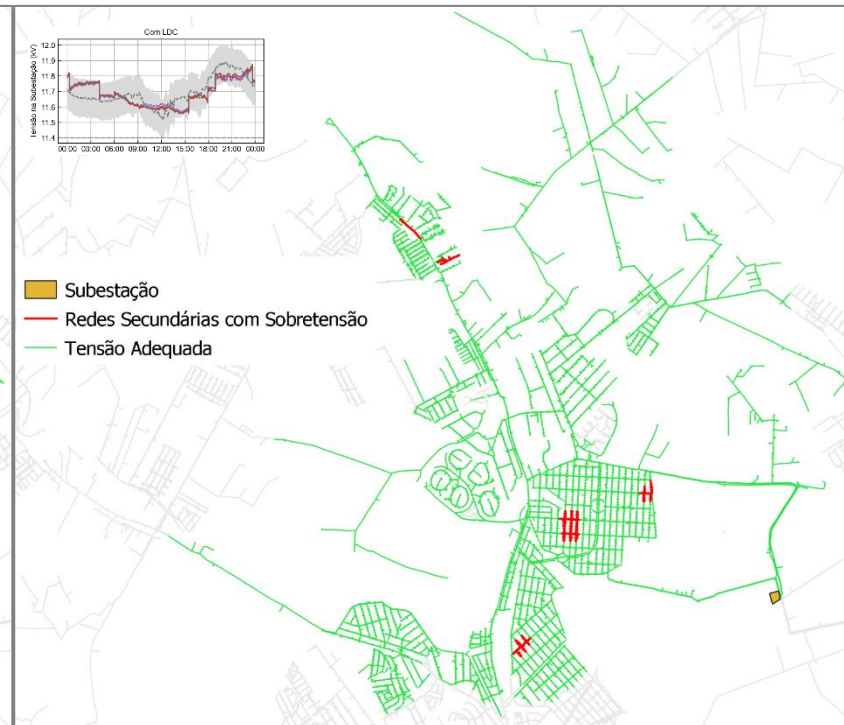 Com LDC
Tensão na Subestação (kV)
12.0
11.9
11.8
11.7
11.6
11.5
11.4
00:00 03:00 06:00 09:00 12:00 15:00 18:00 21:00 00:00
Subestação
Redes Secundárias com Sobretensão
Tensão Adequada